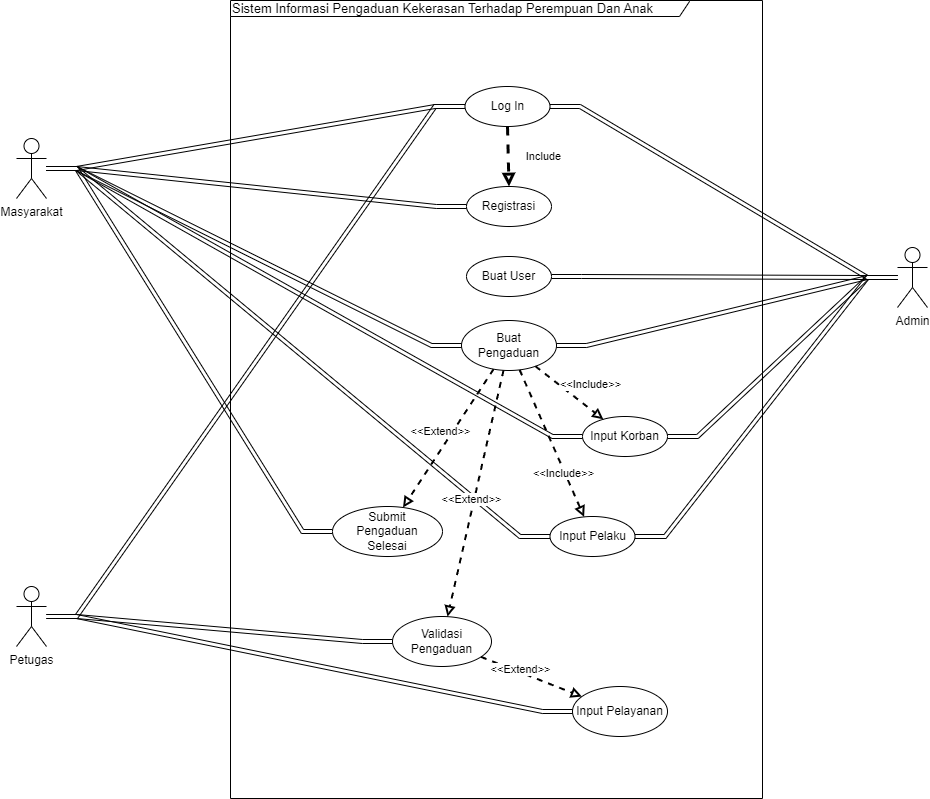 Sistem Informasi Pengaduan Kekerasan Terhadap Perempuan Dan Anak
Log In
Include
Masyarakat
Registrasi
Buat User
Admin
Buat
Pengaduan
<<Include>>
<<Extend>>
Input Korban
<<Include>>
<<Extend>>
Submit
Pengaduan
Selesai
Input Pelaku
Petugas
Validasi
Pengaduan
<<Extend>>
Input Pelayanan